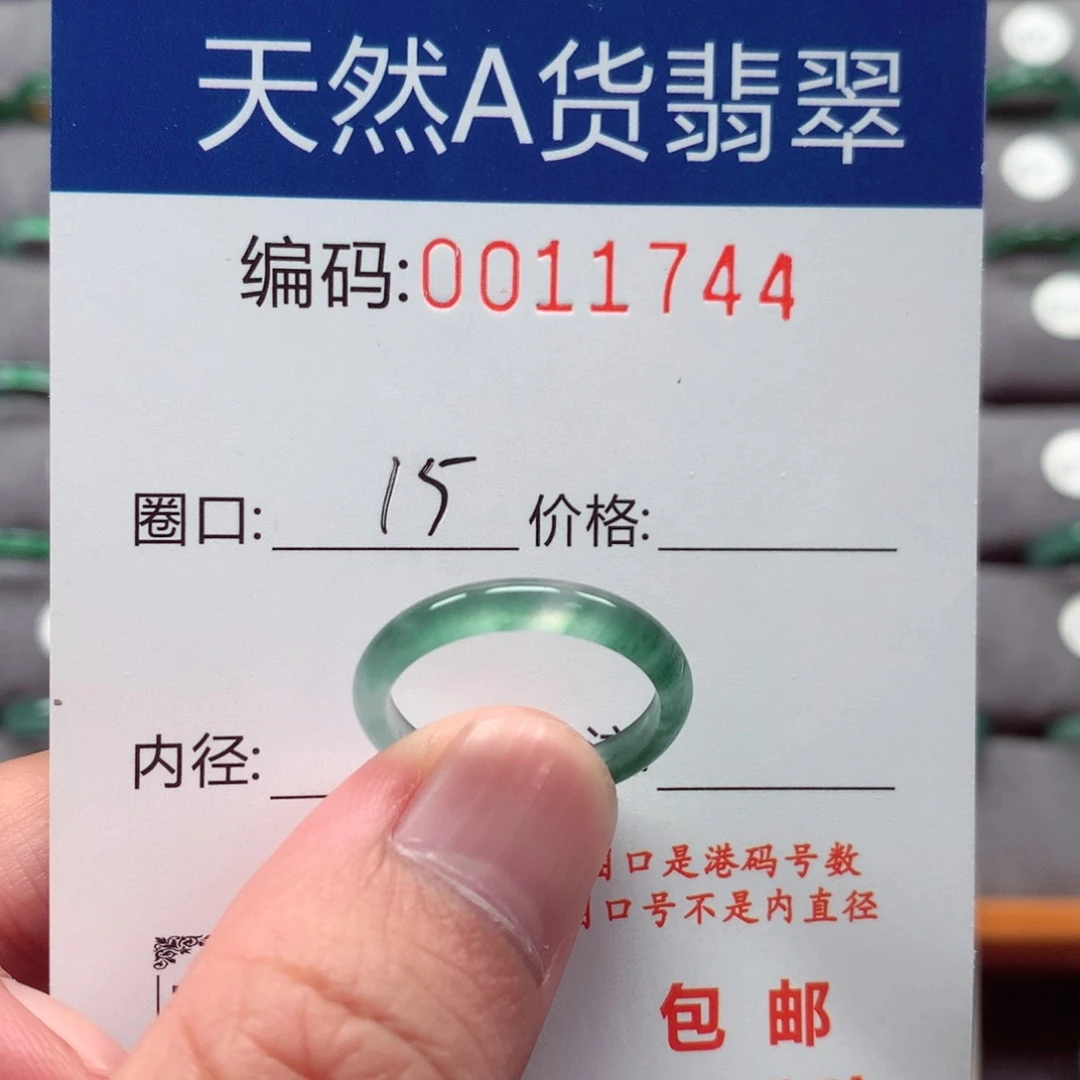 天然A货翡翠
编码:0011744
圈口: 15 价格:
内径:
口是港码号数
口号不是内直径
包邮